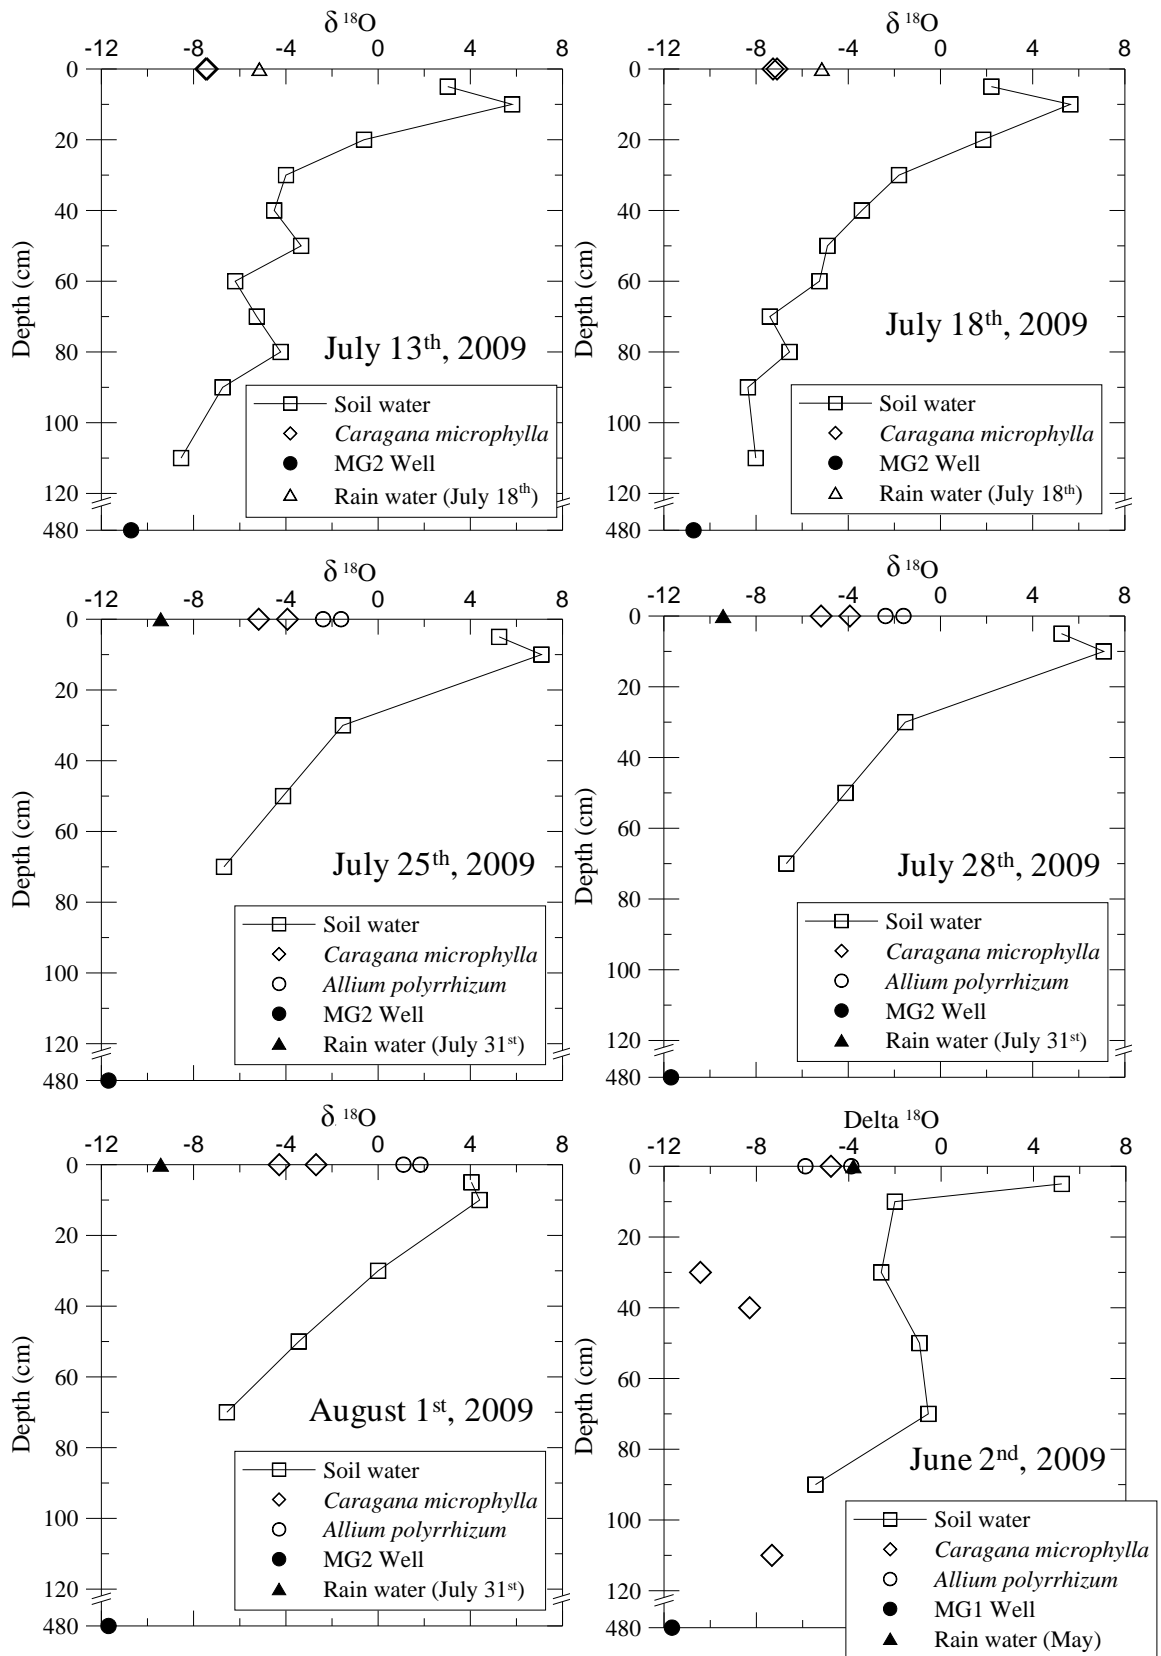 δ ¹⁸O
-12 -8 -4 0 4 8
0
20
40
60
80
100
120
480
Depth (cm)
July 13th, 2009
Soil water
Caragana microphylla
MG2 Well
Rain water (July 18th)
δ ¹⁸O
-12 -8 -4 0 4 8
0
20
40
60
80
100
120
480
Depth (cm)
July 18th, 2009
Soil water
Caragana microphylla
MG2 Well
Rain water (July 18th)
δ ¹⁸O
-12 -8 -4 0 4 8
0
20
40
60
80
100
120
480
Depth (cm)
July 25th, 2009
Soil water
Caragana microphylla
Allium polyrrhizum
MG2 Well
Rain water (July 31st)
δ ¹⁸O
-12 -8 -4 0 4 8
0
20
40
60
80
100
120
480
Depth (cm)
July 28th, 2009
Soil water
Caragana microphylla
Allium polyrrhizum
MG2 Well
Rain water (July 31st)
δ ¹⁸O
-12 -8 -4 0 4 8
0
20
40
60
80
100
120
480
Depth (cm)
August 1st, 2009
Soil water
Caragana microphylla
Allium polyrrhizum
MG2 Well
Rain water (July 31st)
Delta ¹⁸O
-12 -8 -4 0 4 8
0
20
40
60
80
100
120
480
Depth (cm)
June 2nd, 2009
Soil water
Caragana microphylla
Allium polyrrhizum
MG1 Well
Rain water (May)